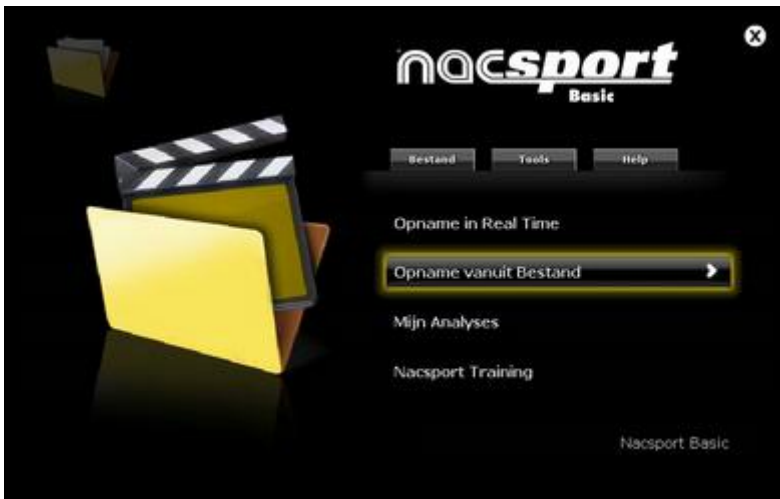 nacsport
Basic
Bestand Tools Help
Opname in Real Time
Opname vanuit Bestand
Mijn Analyses
Nacsport Training
Nacsport Basic